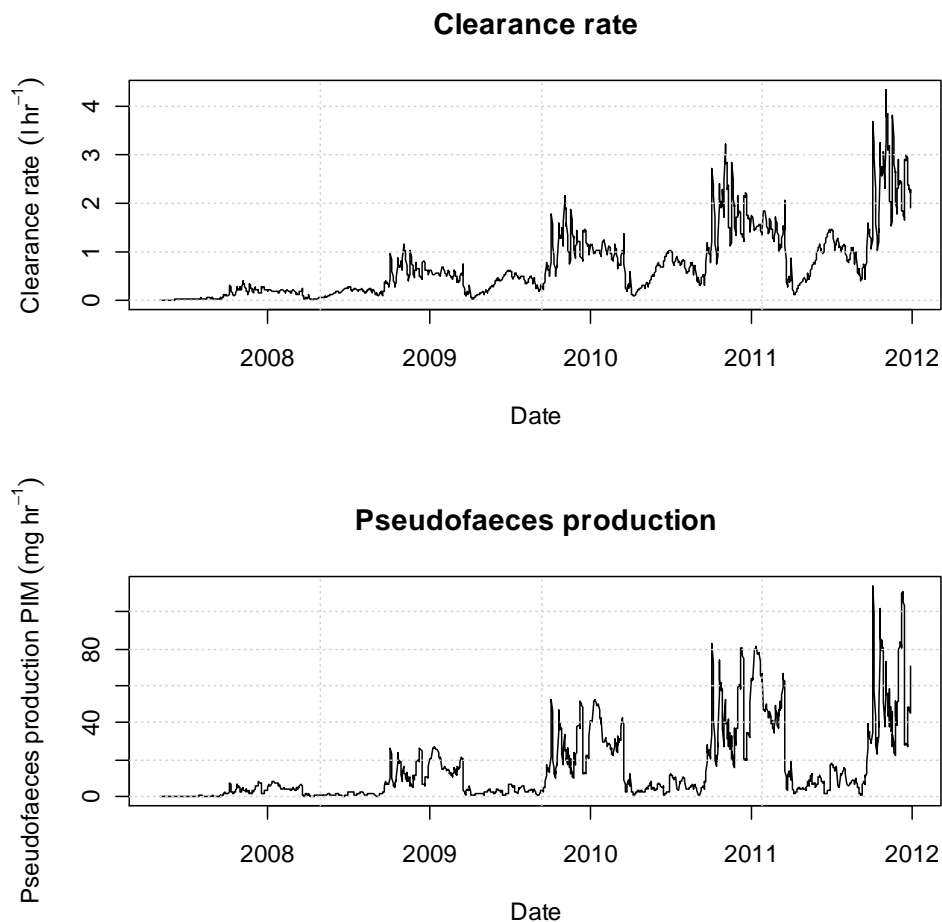 Clearance rate
Clearance rate (l hr⁻¹)
4
3
2
1
0
2008 2009 2010 2011 2012
Date
Pseudofaeces production
Pseudofaeces production PIM (mg hr⁻¹)
80
40
0
2008 2009 2010 2011 2012
Date